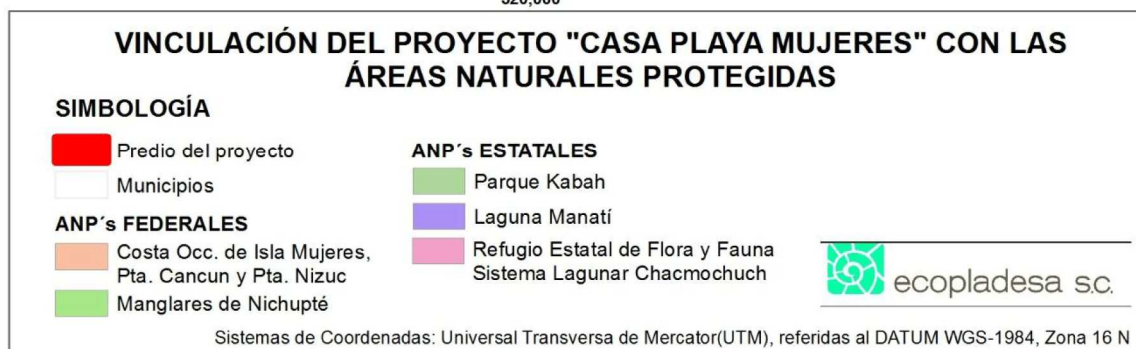 VINCULACIÓN DEL PROYECTO "CASA PLAYA MUJERES" CON LAS
ÁREAS NATURALES PROTEGIDAS
SIMBOLOGÍA
Predio del proyecto
Municipios
ANP´s FEDERALES
Costa Occ. de Isla Mujeres,
Pta. Cancun y Pta. Nizuc
Manglares de Nichupté
ANP´s ESTATALES
Parque Kabah
Laguna Manatí
Refugio Estatal de Flora y Fauna
Sistema Lagunar Chacmochuch
ecopladesa s.c.
Sistemas de Coordenadas: Universal Transversa de Mercator(UTM), referidas al DATUM WGS-1984, Zona 16 N